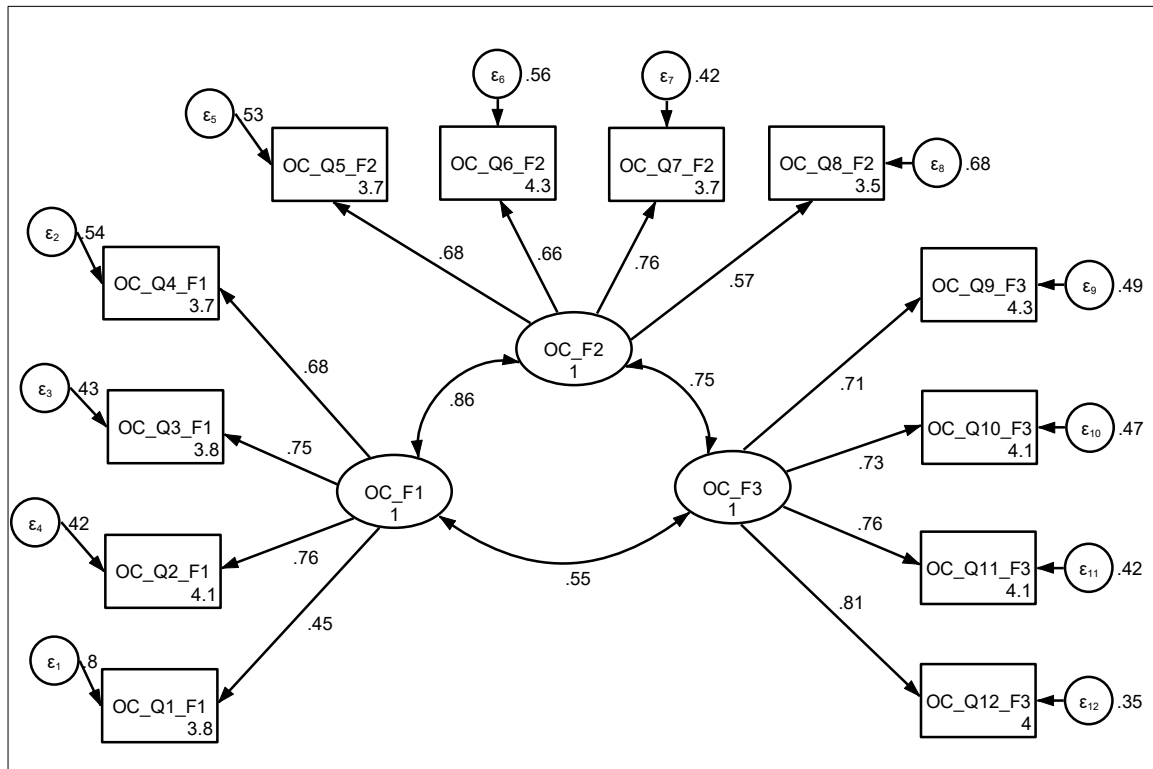 ε6 .56
ε7 .42
ε5 .53
OC_Q5_F2
3.7
OC_Q6_F2
4.3
OC_Q7_F2
3.7
OC_Q8_F2
3.5
ε8 .68
ε2 .54
OC_Q4_F1
3.7
.68
.66
.76
.57
OC_Q9_F3
4.3
ε9 .49
OC_F2
1
.68
.86
.75
.71
ε3 .43
OC_Q3_F1
3.8
.75
OC_Q10_F3
4.1
ε10 .47
.73
OC_F1
1
OC_F3
1
ε4 .42
OC_Q2_F1
4.1
.76
.55
.76
OC_Q11_F3
4.1
ε11 .42
.45
.81
ε1 .8
OC_Q1_F1
3.8
OC_Q12_F3
4
ε12 .35